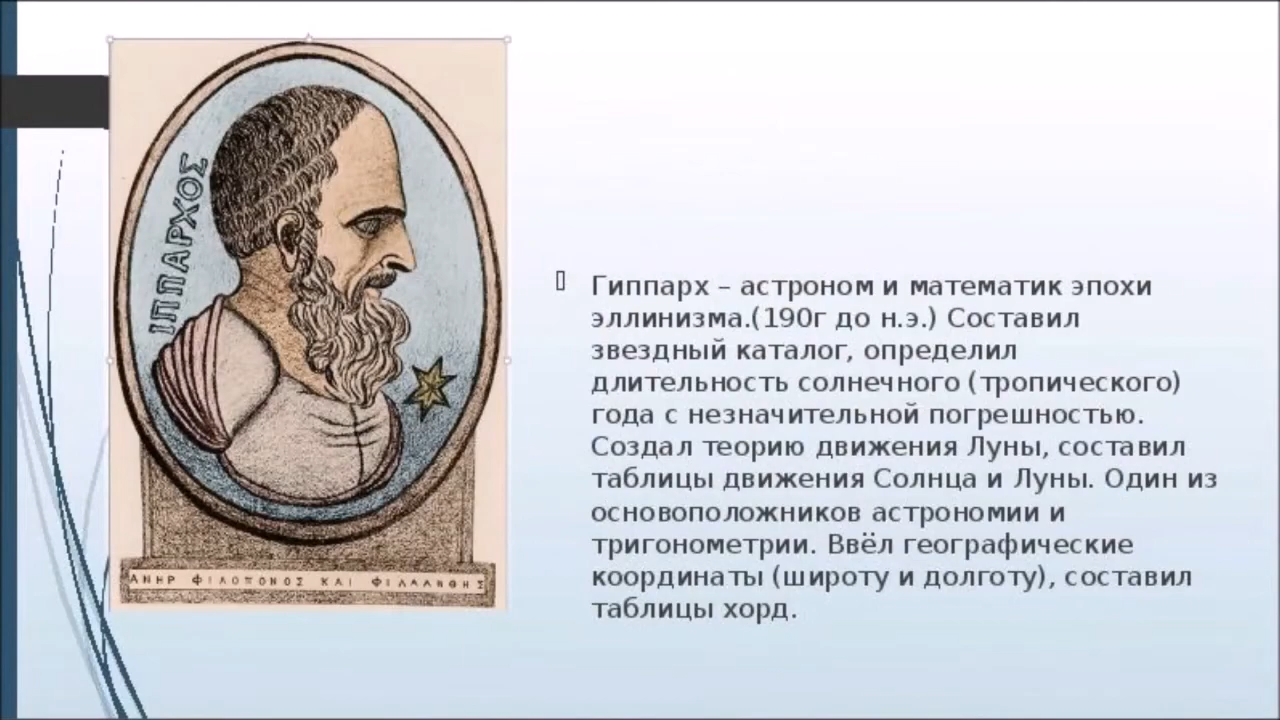 ΙΠΠΑΡΧΟΣ
ΑΝΗΡ ΦΙΛΟΠΟΝΟΣ ΚΑΙ ΦΙΛΑΛΗΘΗΣ
Гиппарх – астроном и математик эпохи
эллинизма.(190г до н.э.) Составил
звездный каталог, определил
длительность солнечного (тропического)
года с незначительной погрешностью.
Создал теорию движения Луны, составил
таблицы движения Солнца и Луны. Один из
основоположников астрономии и
тригонометрии. Ввёл географические
координаты (широту и долготу), составил
таблицы хорд.